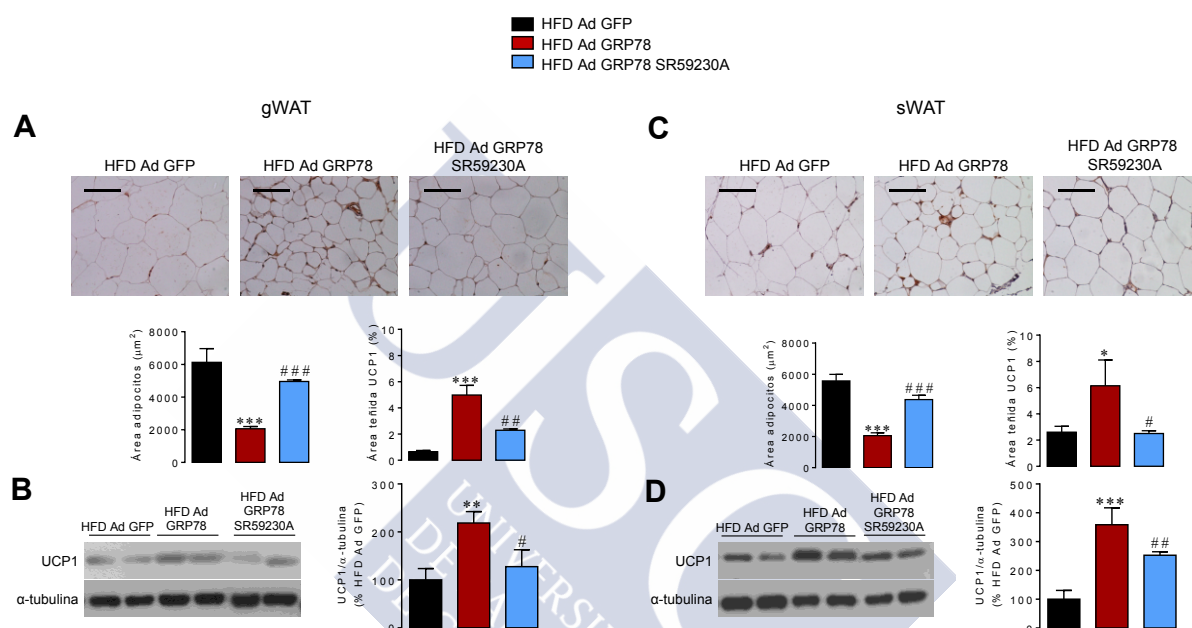 HFD Ad GFP
HFD Ad GRP78
HFD Ad GRP78 SR59230A
gWAT
A
HFD Ad GFP
HFD Ad GRP78
HFD Ad GRP78
SR59230A
Área adipocitos (µm²)
8000
6000
4000
2000
0
***
###
Área teñida UCP1 (%)
10
8
6
4
2
0
***
##
B
HFD Ad GFP
HFD Ad
GRP78
HFD Ad
GRP78
SR59230A
UCP1
α-tubulina
UCP1/α-tubulina
(% HFD Ad GFP)
300
200
100
0
**
#
sWAT
C
HFD Ad GFP
HFD Ad GRP78
HFD Ad GRP78
SR59230A
Área adipocitos (µm²)
8000
6000
4000
2000
0
***
###
Área teñida UCP1 (%)
10
8
6
4
2
0
*
#
D
HFD Ad GFP
HFD Ad
GRP78
HFD Ad
GRP78
SR59230A
UCP1
α-tubulina
UCP1/α-tubulina
(% HFD Ad GFP)
500
400
300
200
100
0
***
##
USC